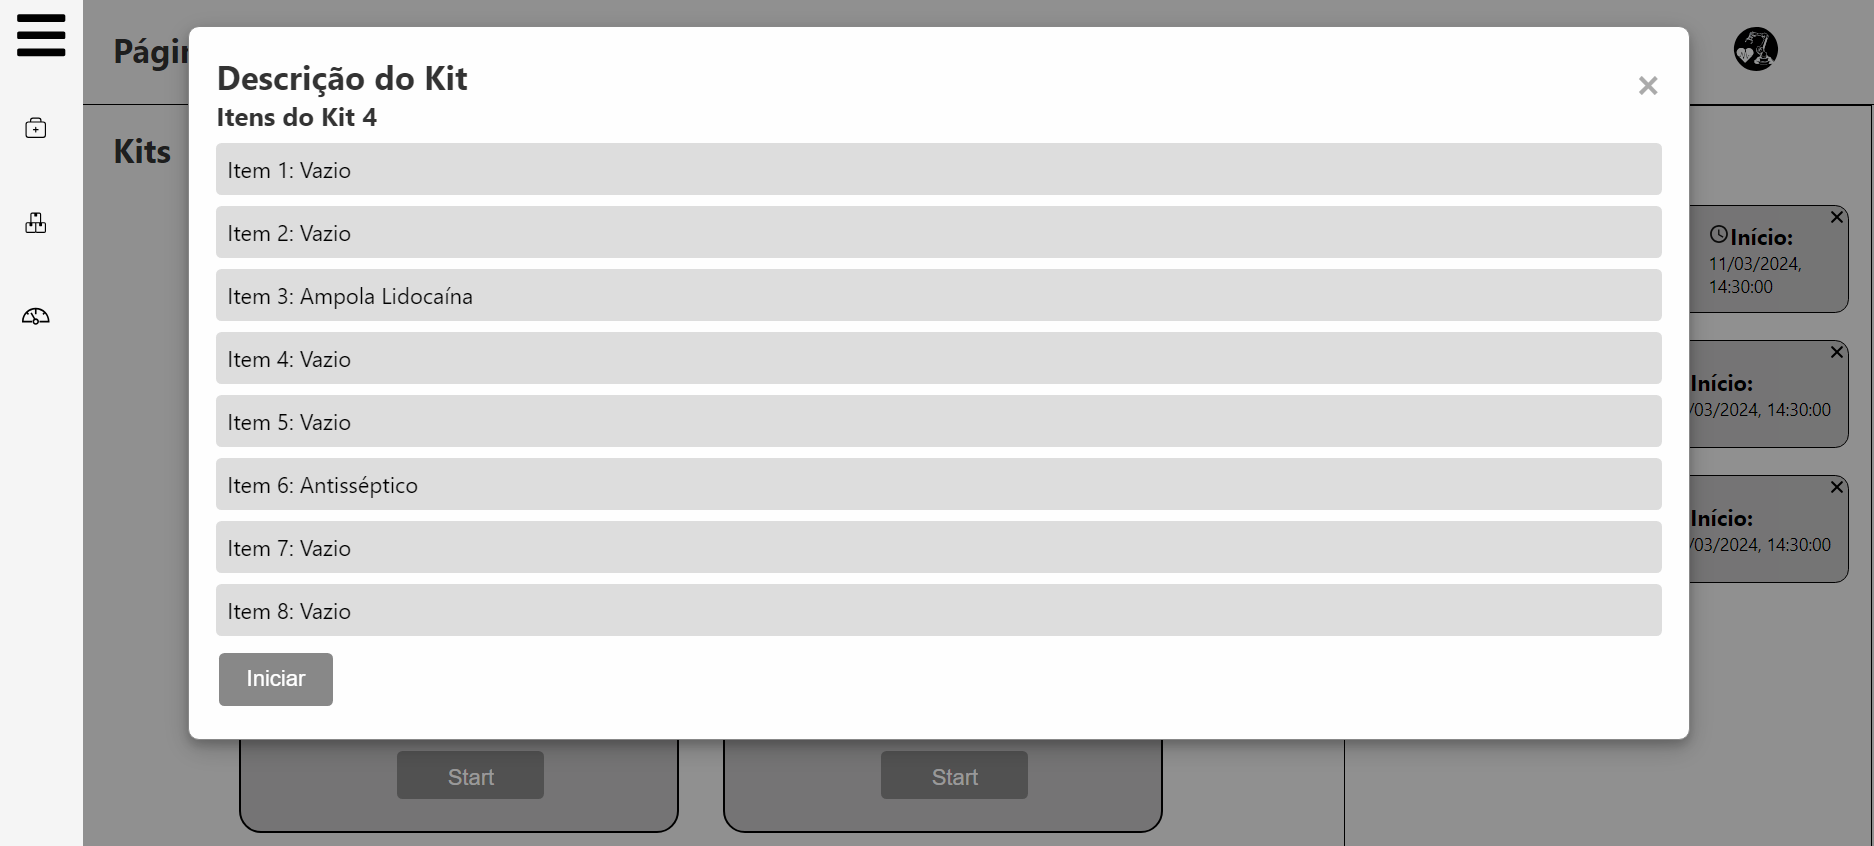 Descrição do Kit
Itens do Kit 4
Item 1: Vazio
Item 2: Vazio
Item 3: Ampola Lidocaína
Item 4: Vazio
Item 5: Vazio
Item 6: Antisséptico
Item 7: Vazio
Item 8: Vazio
Iniciar
Kits
Início:
11/03/2024,
14:30:00
Início:
/03/2024, 14:30:00
Início:
/03/2024, 14:30:00
Start
Start